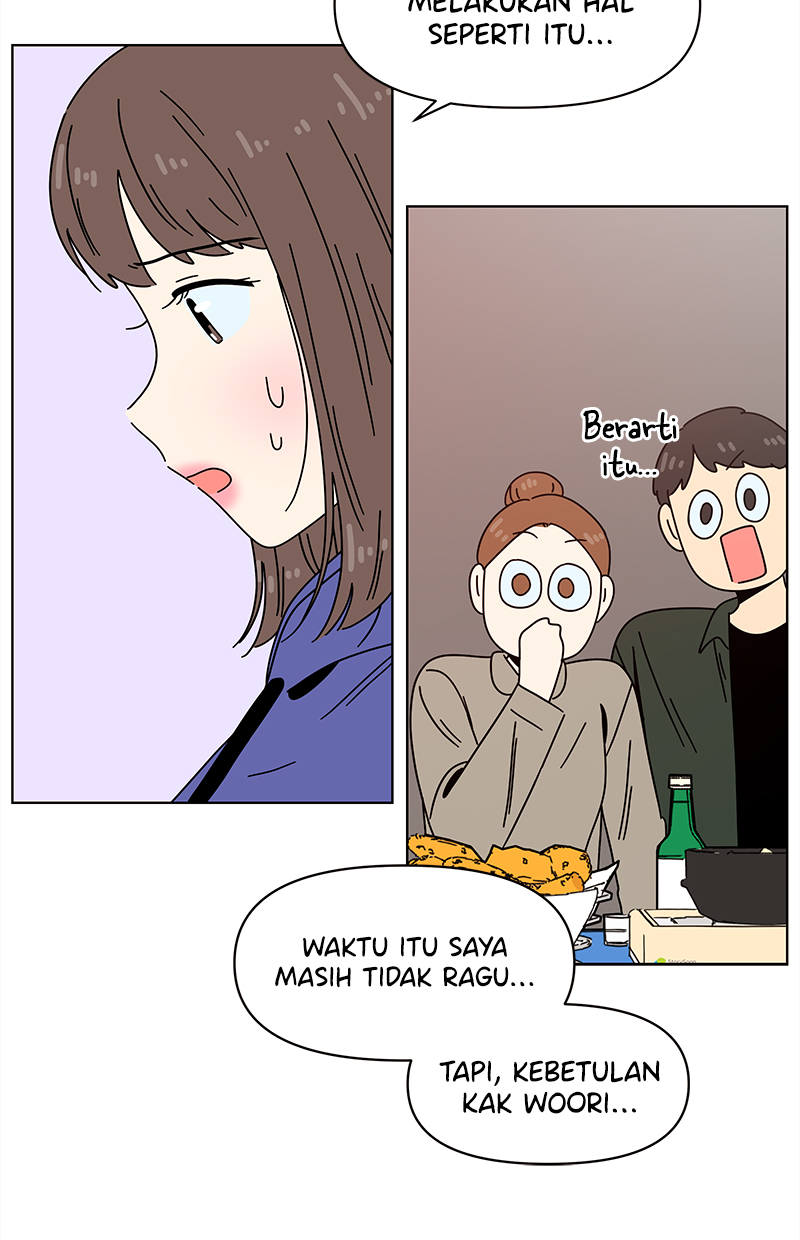 MELAKUKAN HAL
SEPERTI ITU...
Berarti
itu...
WAKTU ITU SAYA
MASIH TIDAK RAGU...
TAPI, KEBETULAN
KAK WOORI...